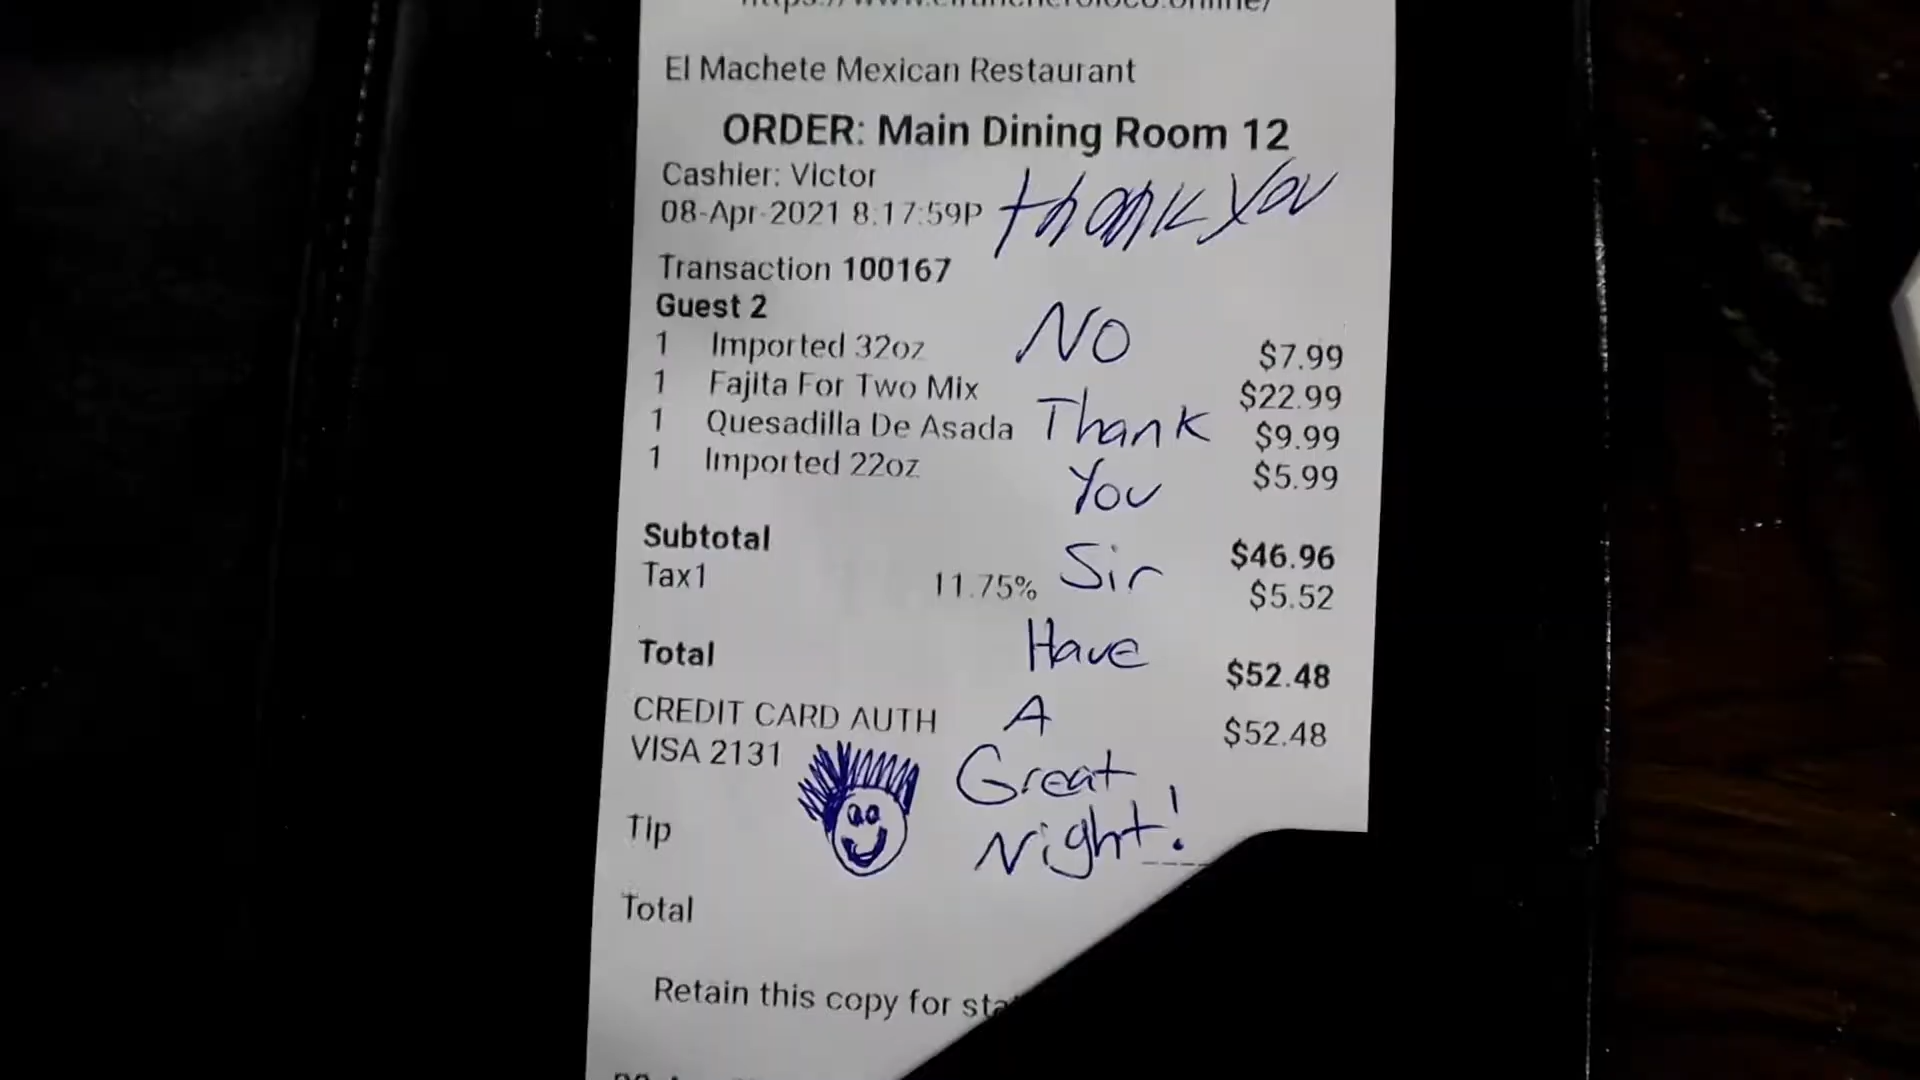 El Machete Mexican Restaurant
ORDER: Main Dining Room 12
Cashier: Victor
08-Apr-2021 8:17:59P
Thank You
Transaction 100167
Guest 2
1 Imported 32oz $7.99
1 Fajita For Two Mix $22.99
1 Quesadilla De Asada $9.99
1 Imported 22oz $5.99
Subtotal $46.96
Tax1 11.75% $5.52
Total $52.48
CREDIT CARD AUTH $52.48
VISA 2131
Tip
Total
Retain this copy for
NO
Thank
You
Sir
Have
A
Great
Night!